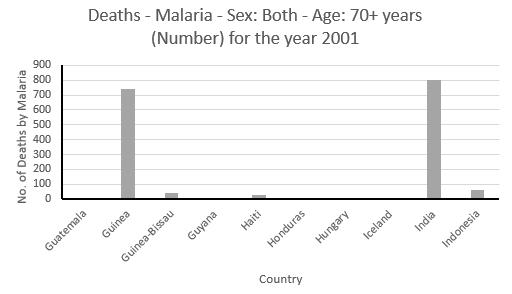 Deaths - Malaria - Sex: Both - Age: 70+ years
(Number) for the year 2001
No. of Deaths by Malaria
900
800
700
600
500
400
300
200
100
0
Guatemala
Guinea
Guinea-Bissau
Guyana
Haiti
Honduras
Hungary
Iceland
India
Indonesia
Country